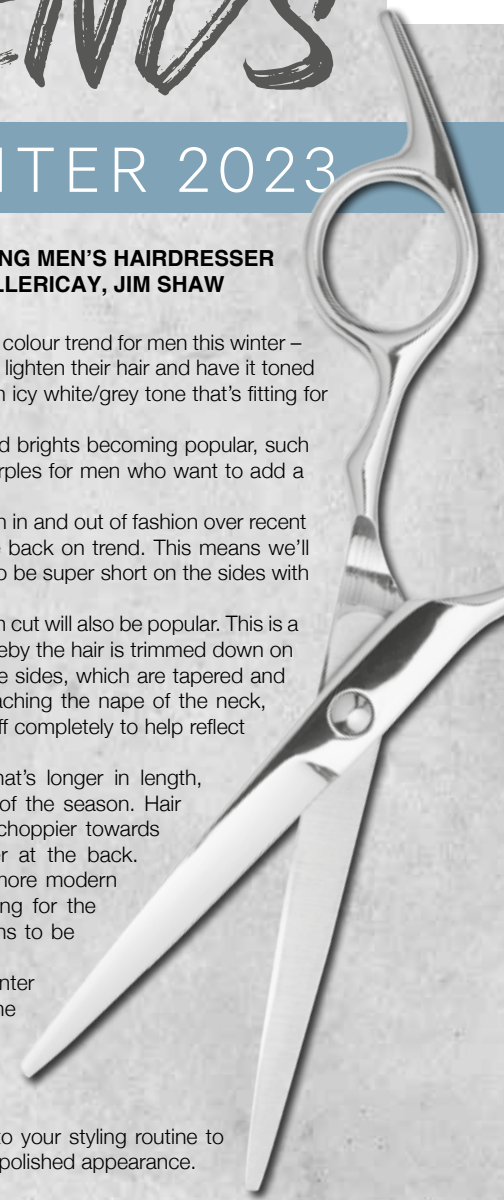 ENDS
NTER 2023
NG MEN'S HAIRDRESSER
LLERICAY, JIM SHAW
colour trend for men this winter –
lighten their hair and have it toned
n icy white/grey tone that's fitting for
d brights becoming popular, such
rples for men who want to add a
n in and out of fashion over recent
e back on trend. This means we'll
o be super short on the sides with
n cut will also be popular. This is a
eby the hair is trimmed down on
e sides, which are tapered and
aching the nape of the neck,
ff completely to help reflect
hat's longer in length,
of the season. Hair
choppier towards
r at the back.
more modern
ng for the
ns to be
nter
ne
to your styling routine to
polished appearance.